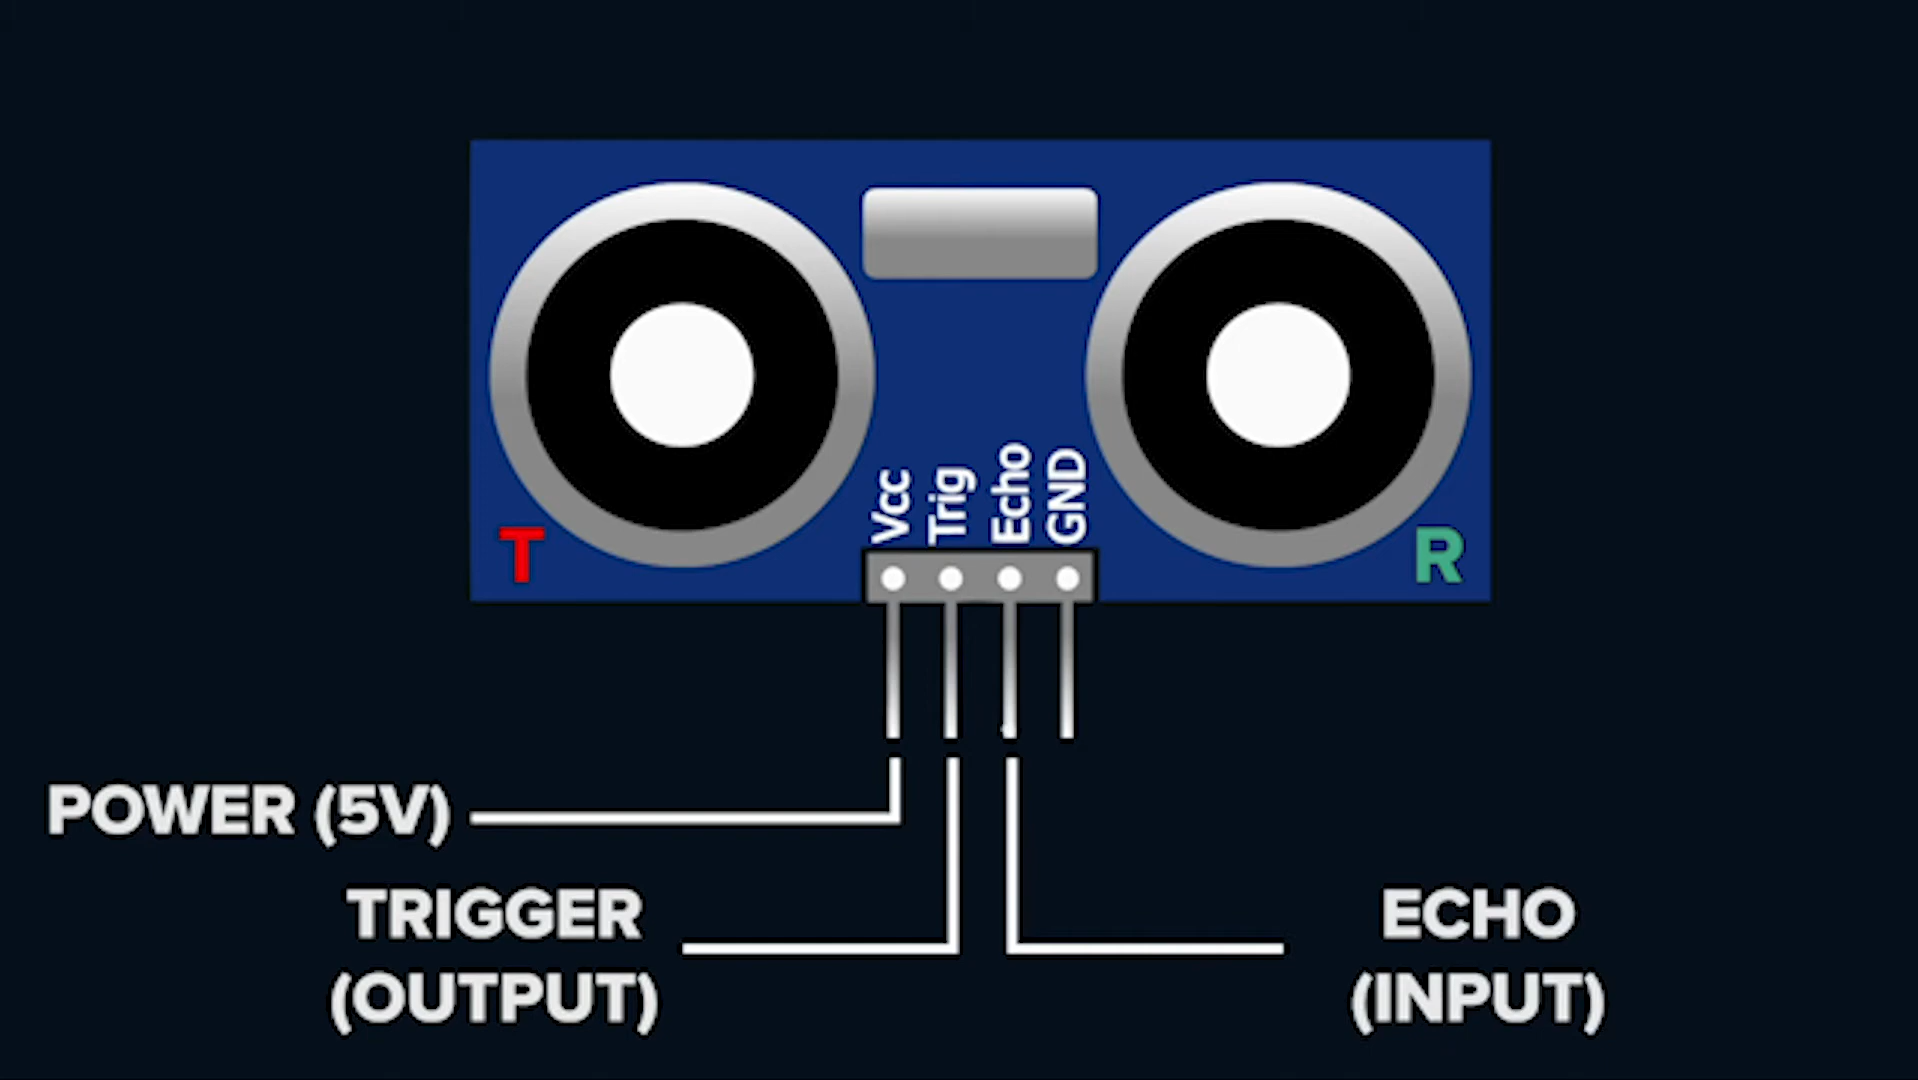 Vcc
Trig
Echo
GND
T
R
POWER (5V)
TRIGGER
(OUTPUT)
ECHO
(INPUT)